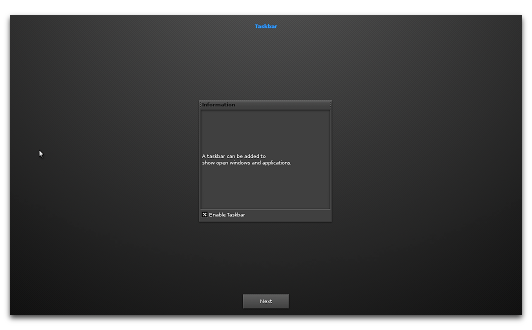 Taskbar
Information
A taskbar can be added to
show open windows and applications.
Enable Taskbar
Next